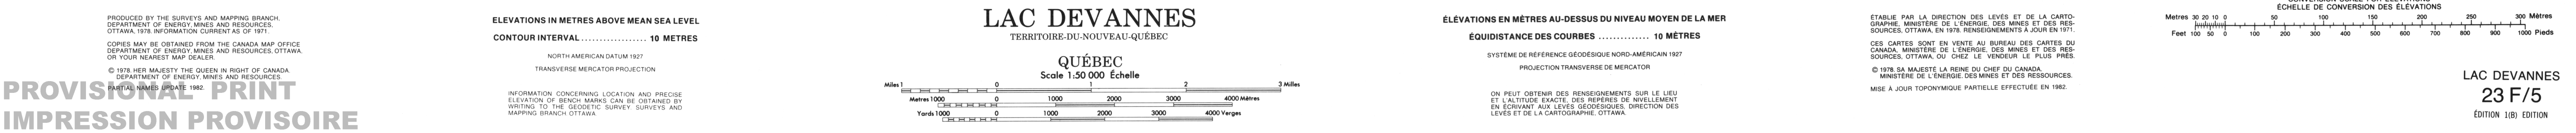 PRODUCED BY THE SURVEYS AND MAPPING BRANCH,
DEPARTMENT OF ENERGY, MINES AND RESOURCES,
OTTAWA, 1978. INFORMATION CURRENT AS OF 1971.
COPIES MAY BE OBTAINED FROM THE CANADA MAP OFFICE
DEPARTMENT OF ENERGY, MINES AND RESOURCES, OTTAWA,
OR YOUR NEAREST MAP DEALER.
© 1978. HER MAJESTY THE QUEEN IN RIGHT OF CANADA.
DEPARTMENT OF ENERGY, MINES AND RESOURCES.
PARTIAL NAMES UPDATE 1982.
PROVISIONAL PRINT
IMPRESSION PROVISOIRE
ELEVATIONS IN METRES ABOVE MEAN SEA LEVEL
CONTOUR INTERVAL.................. 10 METRES
NORTH AMERICAN DATUM 1927
TRANSVERSE MERCATOR PROJECTION
INFORMATION CONCERNING LOCATION AND PRECISE
ELEVATION OF BENCH MARKS CAN BE OBTAINED BY
WRITING TO THE GEODETIC SURVEY, SURVEYS AND
MAPPING BRANCH OTTAWA
LAC DEVANNES
TERRITOIRE-DU-NOUVEAU-QUÉBEC
QUÉBEC
Scale 1:50 000 Échelle
Miles 1 0 1 2 3 Milles
Metres 1000 0 1000 2000 3000 4000 Mètres
Yards 1000 0 1000 2000 3000 4000 Verges
ÉLÉVATIONS EN MÈTRES AU-DESSUS DU NIVEAU MOYEN DE LA MER
ÉQUIDISTANCE DES COURBES .............. 10 MÈTRES
SYSTÈME DE RÉFÉRENCE GÉODÉSIQUE NORD-AMÉRICAIN 1927
PROJECTION TRANSVERSE DE MERCATOR
ON PEUT OBTENIR DES RENSEIGNEMENTS SUR LE LIEU
ET L'ALTITUDE EXACTE, DES REPÈRES DE NIVELLEMENT
EN ÉCRIVANT AUX LEVÉS GÉODÉSIQUES, DIRECTION DES
LEVÉS ET DE LA CARTOGRAPHIE, OTTAWA.
ÉTABLIE PAR LA DIRECTION DES LEVÉS ET DE LA CARTO-
GRAPHIE, MINISTÈRE DE L'ÉNERGIE, DES MINES ET DES RES-
SOURCES, OTTAWA, EN 1978. RENSEIGNEMENTS À JOUR EN 1971.
CES CARTES SONT EN VENTE AU BUREAU DES CARTES DU
CANADA, MINISTÈRE DE L'ÉNERGIE, DES MINES ET DES RES-
SOURCES, OTTAWA, OU CHEZ LE VENDEUR LE PLUS PRÈS.
© 1978. SA MAJESTÉ LA REINE DU CHEF DU CANADA.
MINISTÈRE DE L'ÉNERGIE, DES MINES ET DES RESSOURCES.
MISE À JOUR TOPONYMIQUE PARTIELLE EFFECTUÉE EN 1982.
ÉCHELLE DE CONVERSION DES ÉLÉVATIONS
Metres 30 20 10 0 50 100 150 200 250 300 Mètres
Feet 100 50 0 100 200 300 400 500 600 700 800 900 1000 Pieds
LAC DEVANNES
23 F/5
ÉDITION 1(B) EDITION